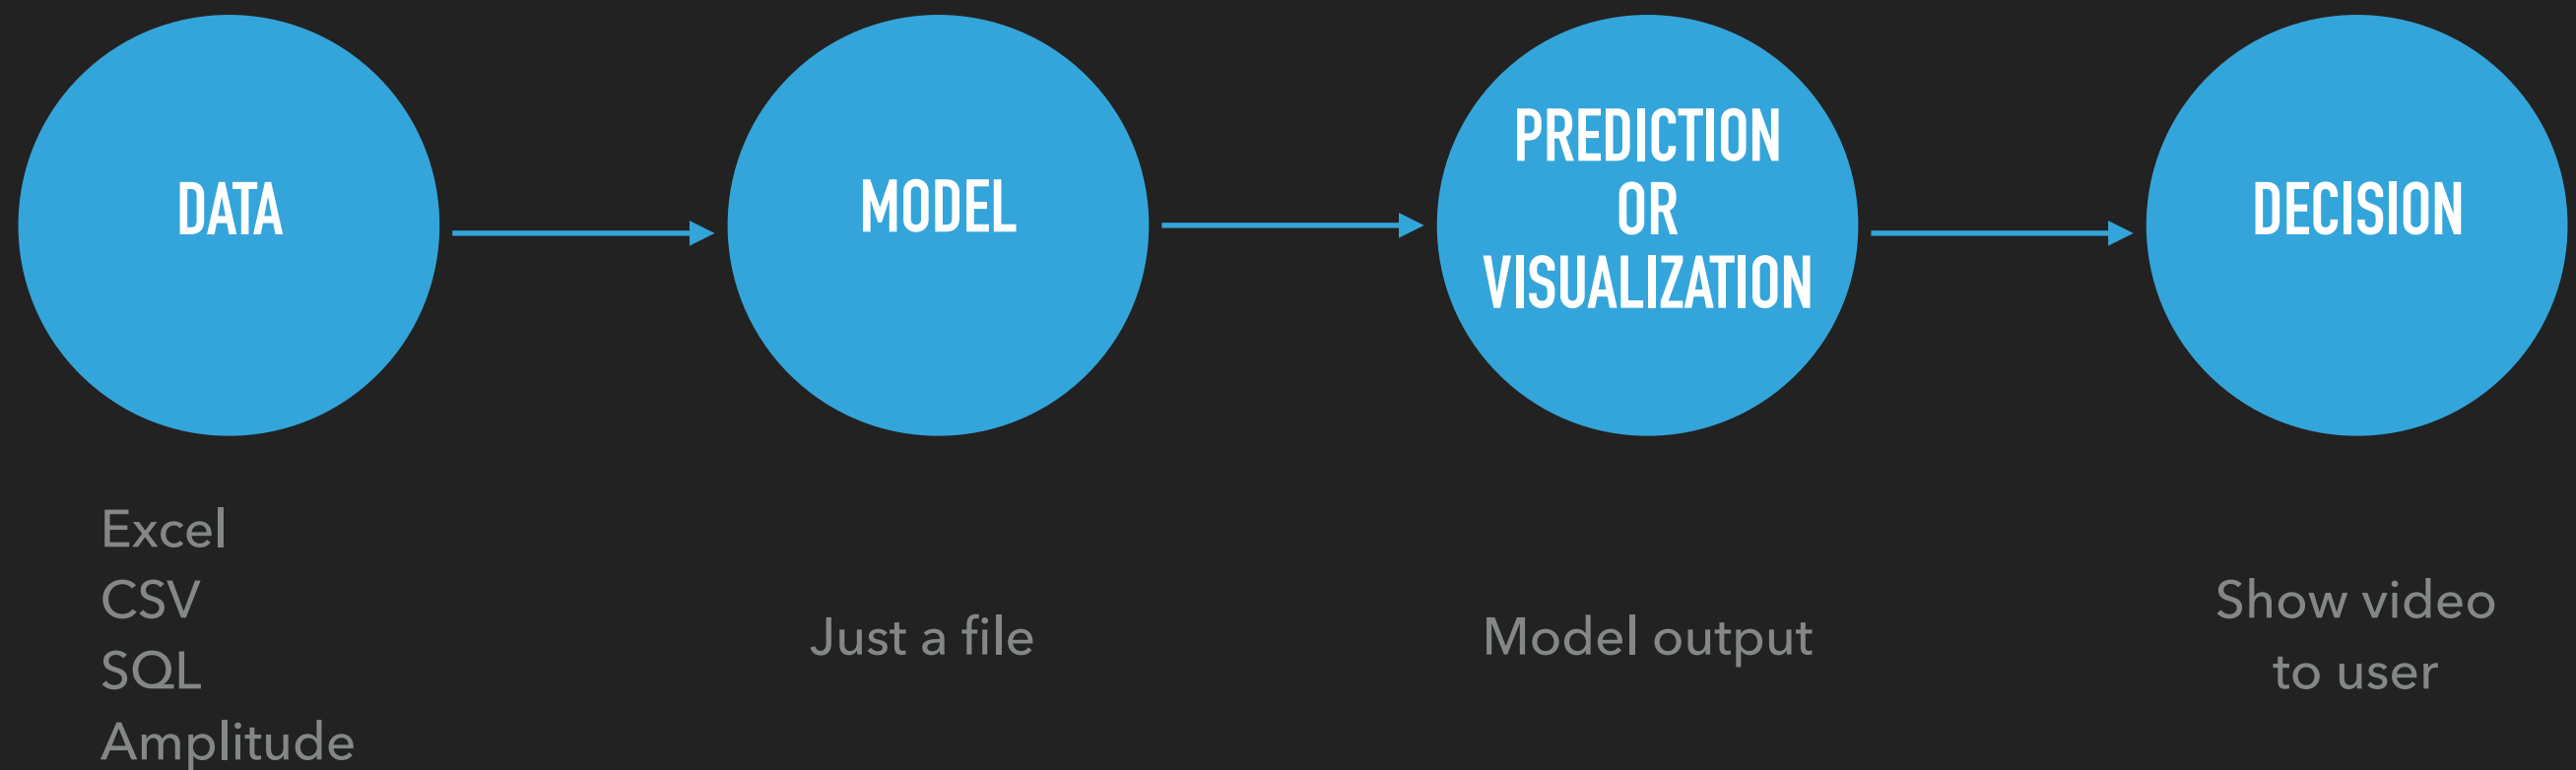 DATA
MODEL
PREDICTION
OR
VISUALIZATION
DECISION
Excel
CSV
SQL
Amplitude
Just a file
Model output
Show video
to user